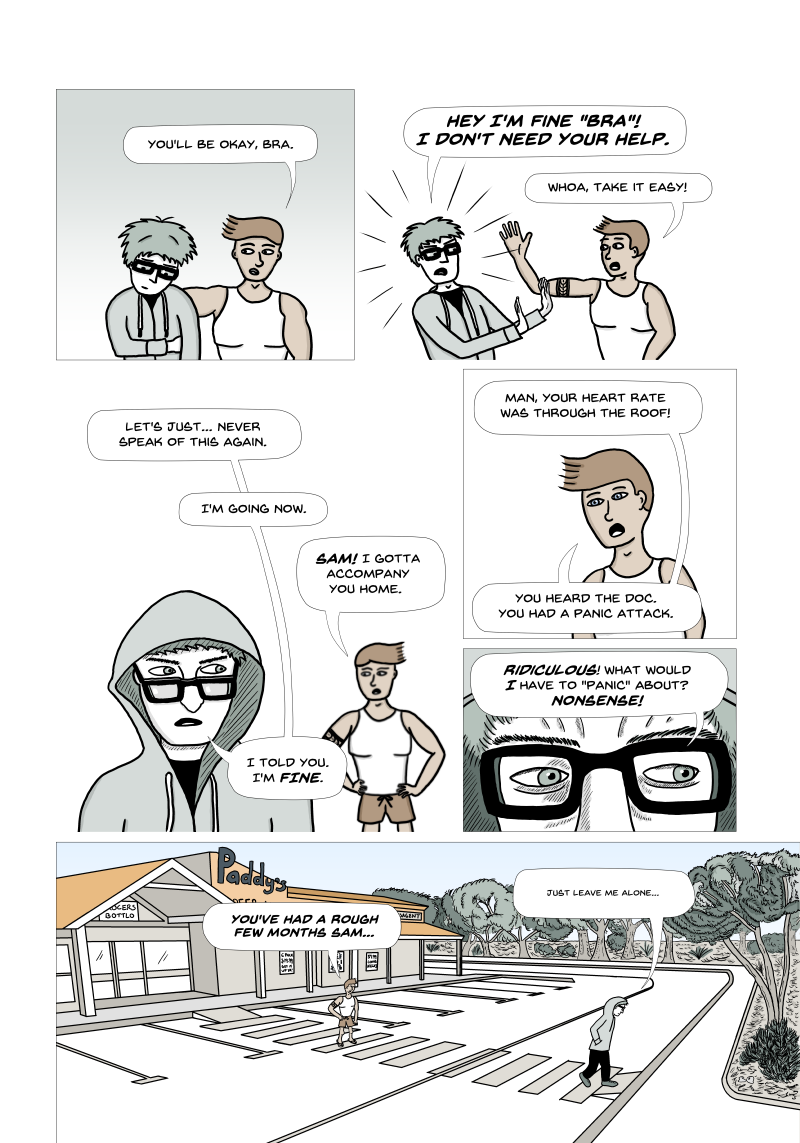 YOU'LL BE OKAY, BRA.
HEY I'M FINE "BRA"!
I DON'T NEED YOUR HELP.
WHOA, TAKE IT EASY!
LET'S JUST... NEVER
SPEAK OF THIS AGAIN.
I'M GOING NOW.
SAM! I GOTTA
ACCOMPANY
YOU HOME.
I TOLD YOU.
I'M FINE.
MAN, YOUR HEART RATE
WAS THROUGH THE ROOF!
YOU HEARD THE DOC.
YOU HAD A PANIC ATTACK.
RIDICULOUS! WHAT WOULD
I HAVE TO "PANIC" ABOUT?
NONSENSE!
Paddy's
BOTTLO
YOU'VE HAD A ROUGH
FEW MONTHS SAM...
JUST LEAVE ME ALONE...